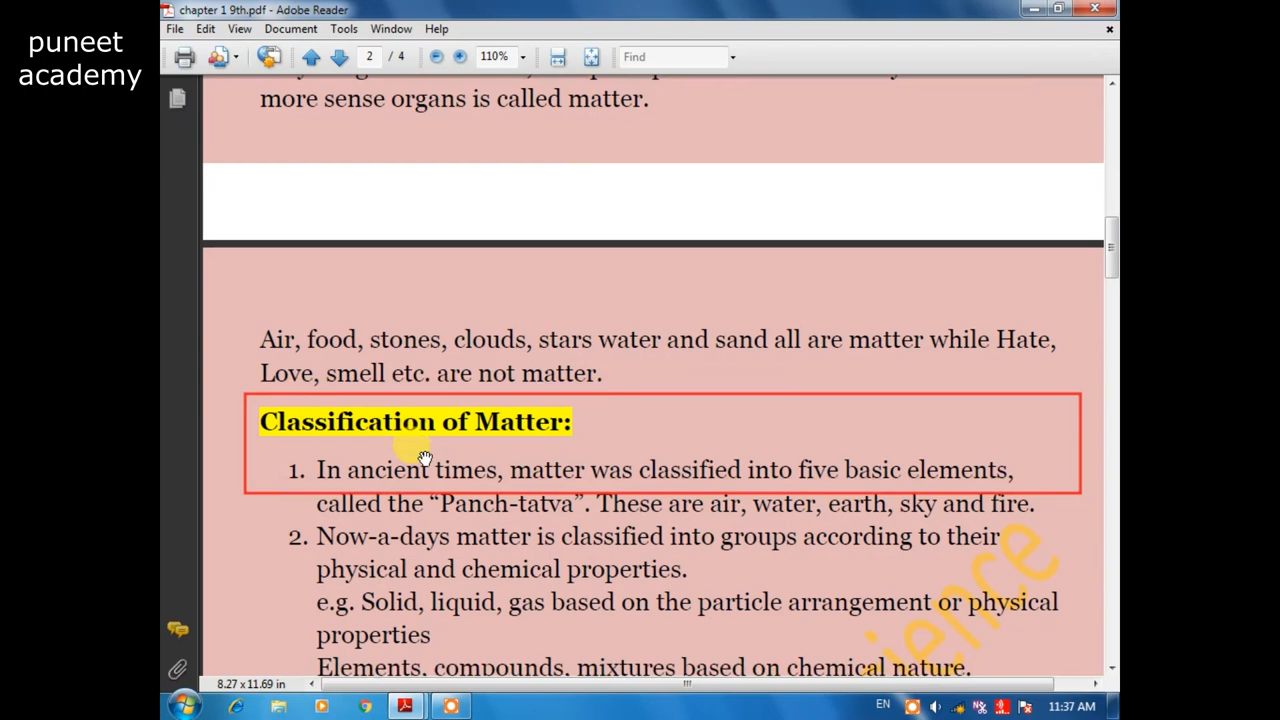 puneet
academy
chapter 1 9th.pdf - Adobe Reader
File Edit View Document Tools Window Help
2 / 4 110% Find
more sense organs is called matter.
Air, food, stones, clouds, stars water and sand all are matter while Hate,
Love, smell etc. are not matter.
Classification of Matter:
1. In ancient times, matter was classified into five basic elements,
called the “Panch-tatva”. These are air, water, earth, sky and fire.
2. Now-a-days matter is classified into groups according to their
physical and chemical properties.
e.g. Solid, liquid, gas based on the particle arrangement or physical
properties
Elements, compounds, mixtures based on chemical nature.
ience
8.27 x 11.69 in
EN 11:37 AM